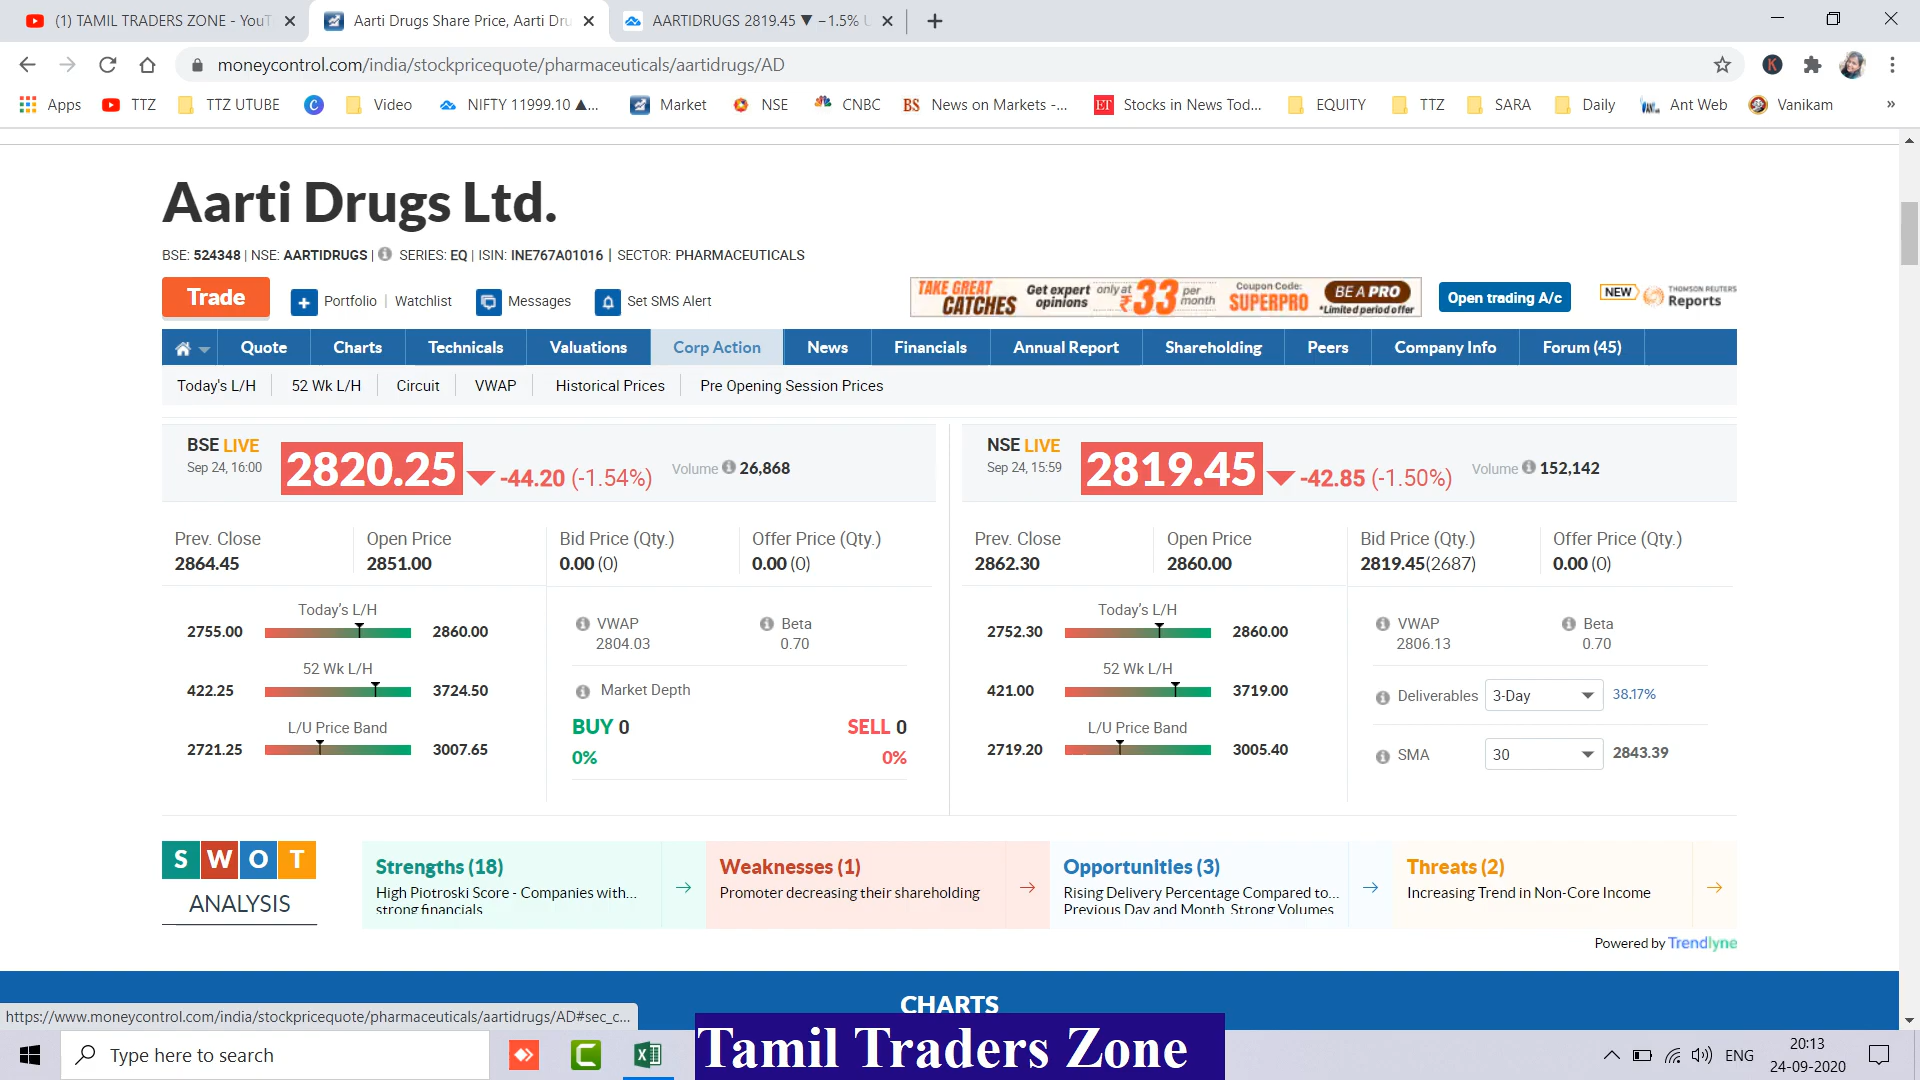 (1) TAMIL TRADERS ZONE - YouT
Aarti Drugs Share Price, Aarti Dru
AARTIDRUGS 2819.45 ▼ −1.5% U
moneycontrol.com/india/stockpricequote/pharmaceuticals/aartidrugs/AD
Apps TTZ TTZ UTUBE Video NIFTY 11999.10 ▲... Market NSE CNBC BS News on Markets -... ET Stocks in News Tod... EQUITY TTZ SARA Daily Ant Web Vanikam »
Aarti Drugs Ltd.
BSE: 524348 | NSE: AARTIDRUGS | SERIES: EQ | ISIN: INE767A01016 | SECTOR: PHARMACEUTICALS
Trade Portfolio | Watchlist Messages Set SMS Alert
TAKE GREAT CATCHES Get expert opinions only at ₹33 per month Coupon Code: SUPERPRO BE A PRO *Limited period offer
Open trading A/c
NEW THOMSON REUTERS Reports
Quote Charts Technicals Valuations Corp Action News Financials Annual Report Shareholding Peers Company Info Forum (45)
Today's L/H 52 Wk L/H Circuit VWAP Historical Prices Pre Opening Session Prices
BSE LIVE
Sep 24, 16:00
2820.25 -44.20 (-1.54%) Volume 26,868
Prev. Close Open Price Bid Price (Qty.) Offer Price (Qty.)
2864.45 2851.00 0.00 (0) 0.00 (0)
Today's L/H
2755.00 2860.00
52 Wk L/H
422.25 3724.50
L/U Price Band
2721.25 3007.65
VWAP Beta
2804.03 0.70
Market Depth
BUY 0 SELL 0
0% 0%
NSE LIVE
Sep 24, 15:59
2819.45 -42.85 (-1.50%) Volume 152,142
Prev. Close Open Price Bid Price (Qty.) Offer Price (Qty.)
2862.30 2860.00 2819.45(2687) 0.00 (0)
Today's L/H
2752.30 2860.00
52 Wk L/H
421.00 3719.00
L/U Price Band
2719.20 3005.40
VWAP Beta
2806.13 0.70
Deliverables 3-Day 38.17%
SMA 30 2843.39
SWOT
ANALYSIS
Strengths (18)
High Piotroski Score - Companies with...
strong financials
Weaknesses (1)
Promoter decreasing their shareholding
Opportunities (3)
Rising Delivery Percentage Compared to...
Previous Day and Month, Strong Volumes
Threats (2)
Increasing Trend in Non-Core Income
Powered by Trendlyne
CHARTS
https://www.moneycontrol.com/india/stockpricequote/pharmaceuticals/aartidrugs/AD#sec_c...
Type here to search
Tamil Traders Zone
ENG
20:13
24-09-2020